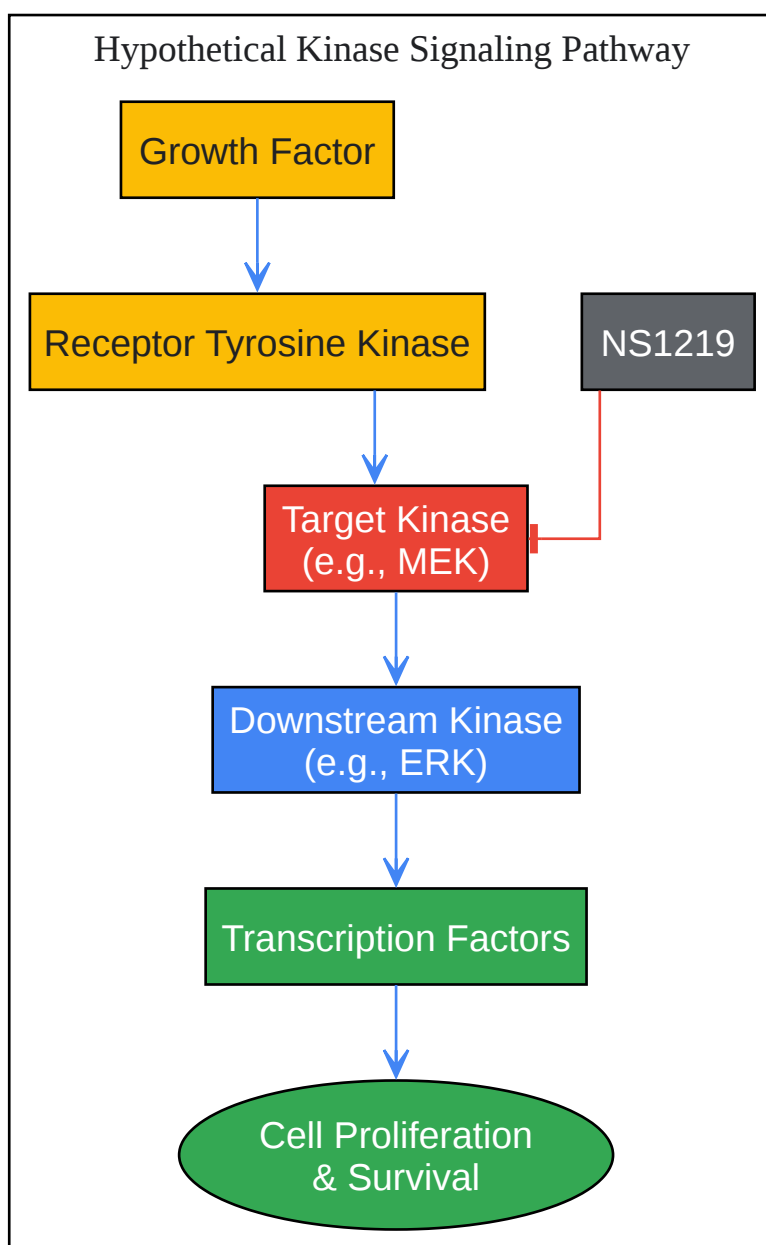 Hypothetical Kinase Signaling Pathway
Growth Factor
Receptor Tyrosine Kinase
NS1219
Target Kinase
(e.g., MEK)
Downstream Kinase
(e.g., ERK)
Transcription Factors
Cell Proliferation
& Survival